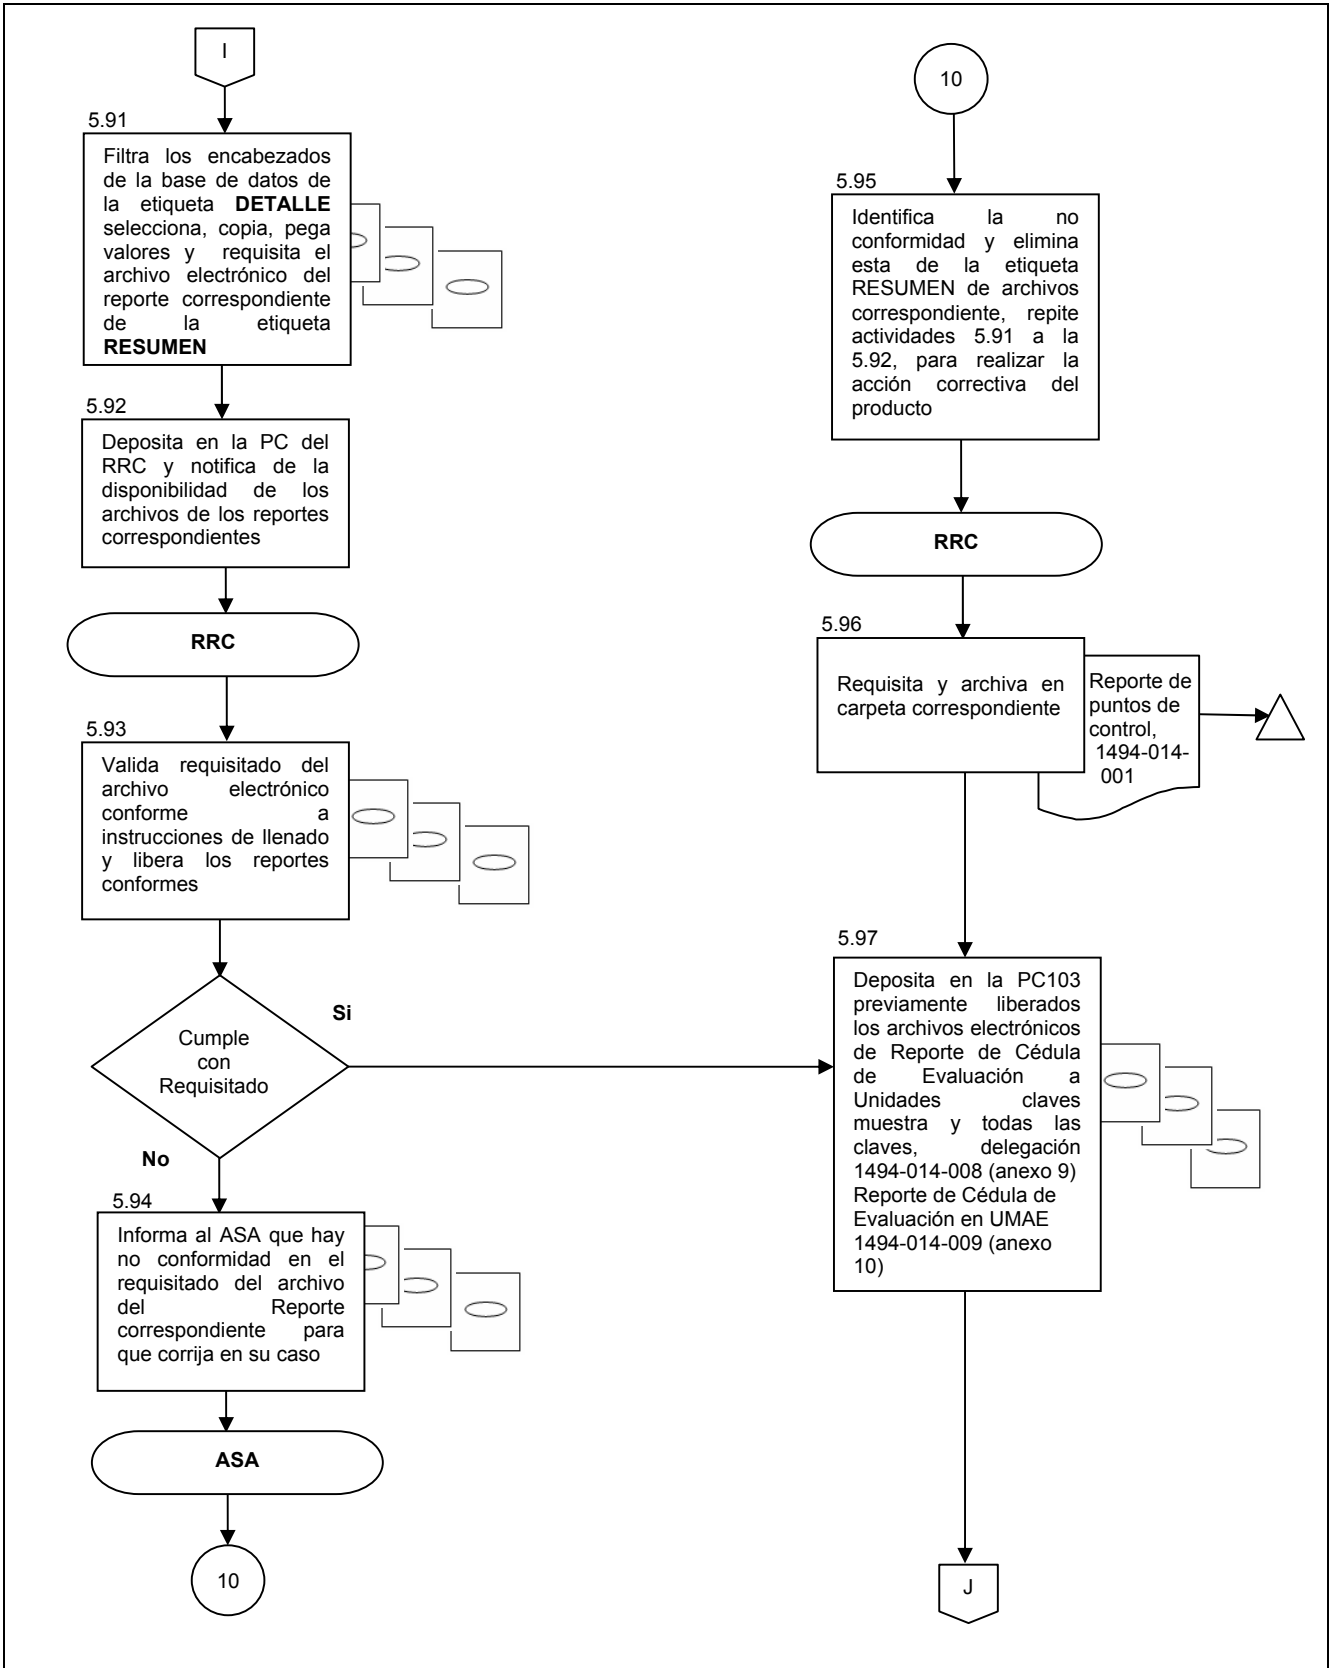 I
5.91
Filtra los encabezados
de la base de datos de
la etiqueta DETALLE
selecciona, copia, pega
valores y requisita el
archivo electrónico del
reporte correspondiente
de la etiqueta
RESUMEN
5.92
Deposita en la PC del
RRC y notifica de la
disponibilidad de los
archivos de los reportes
correspondientes
RRC
5.93
Valida requisitado del
archivo electrónico
conforme a
instrucciones de llenado
y libera los reportes
conformes
Cumple
con
Requisitado
Si
No
5.94
Informa al ASA que hay
no conformidad en el
requisitado del archivo
del Reporte
correspondiente para
que corrija en su caso
ASA
10
10
5.95
Identifica la no
conformidad y elimina
esta de la etiqueta
RESUMEN de archivos
correspondiente, repite
actividades 5.91 a la
5.92, para realizar la
acción correctiva del
producto
RRC
5.96
Requisita y archiva en
carpeta correspondiente
Reporte de
puntos de
control,
1494-014-
001
5.97
Deposita en la PC103
previamente liberados
los archivos electrónicos
de Reporte de Cédula
de Evaluación a
Unidades claves
muestra y todas las
claves, delegación
1494-014-008 (anexo 9)
Reporte de Cédula de
Evaluación en UMAE
1494-014-009 (anexo
10)
J